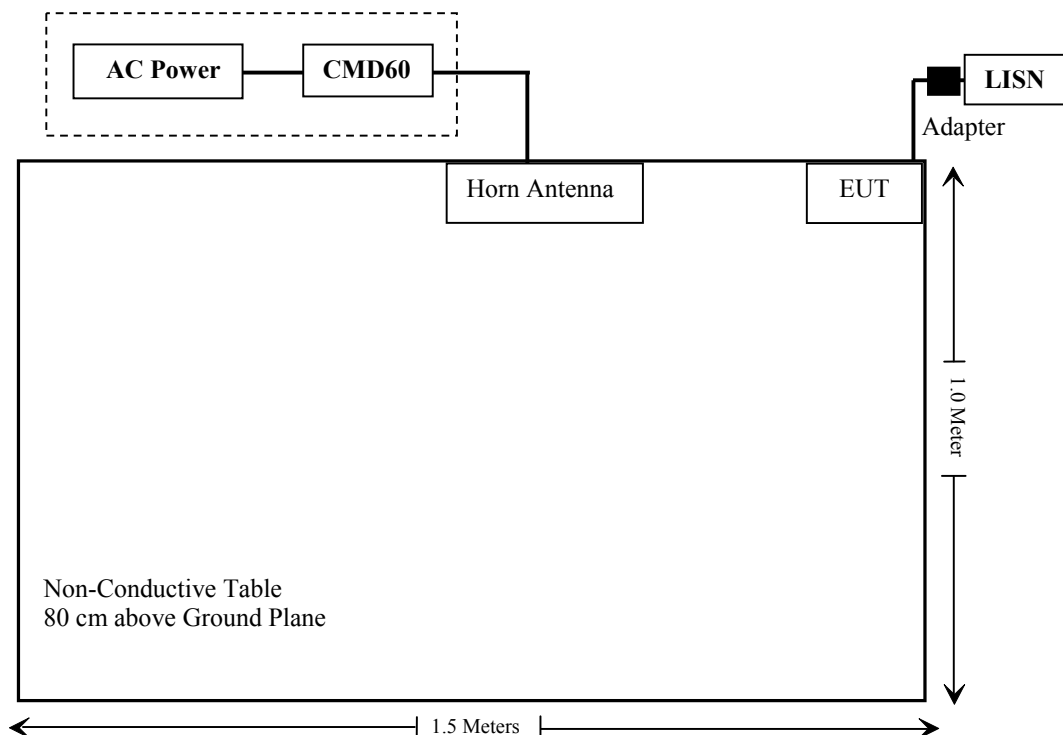 AC Power
CMD60
LISN
Adapter
Horn Antenna
EUT
1.0 Meter
Non-Conductive Table
80 cm above Ground Plane
1.5 Meters